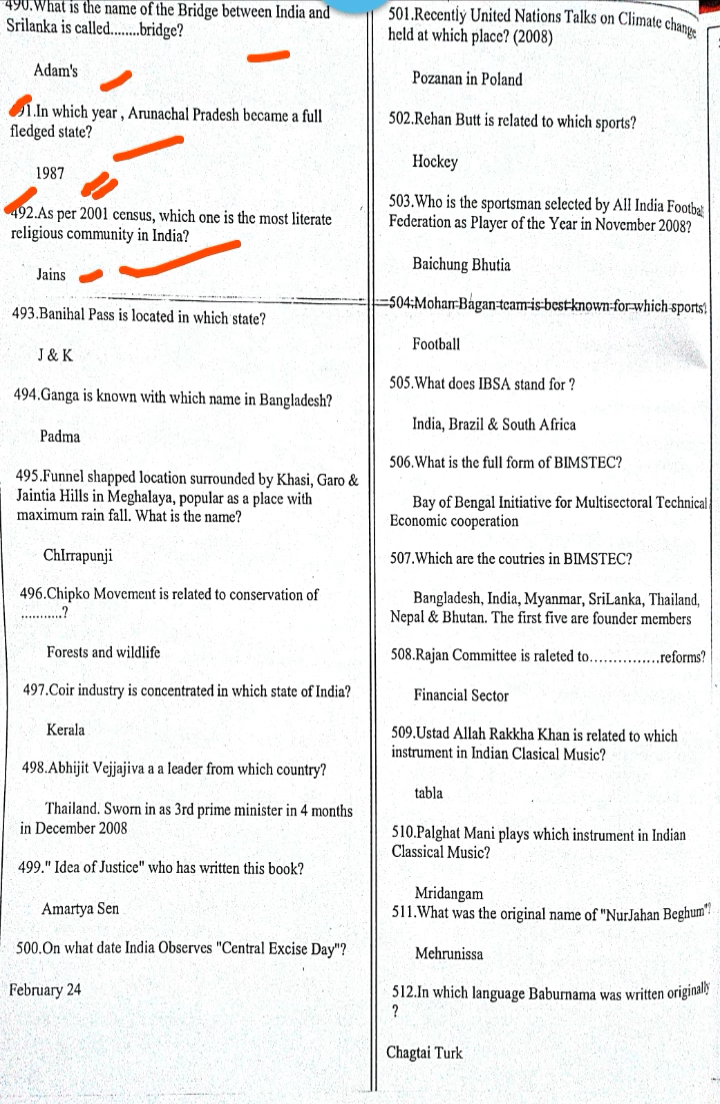 490.What is the name of the Bridge between India and
Srilanka is called........bridge?
Adam's
91.In which year , Arunachal Pradesh became a full
fledged state?
1987
492.As per 2001 census, which one is the most literate
religious community in India?
Jains
493.Banihal Pass is located in which state?
J & K
494.Ganga is known with which name in Bangladesh?
Padma
495.Funnel shapped location surrounded by Khasi, Garo &
Jaintia Hills in Meghalaya, popular as a place with
maximum rain fall. What is the name?
ChIrrapunji
496.Chipko Movement is related to conservation of
...........?
Forests and wildlife
497.Coir industry is concentrated in which state of India?
Kerala
498.Abhijit Vejjajiva a a leader from which country?
Thailand. Sworn in as 3rd prime minister in 4 months
in December 2008
499." Idea of Justice" who has written this book?
Amartya Sen
500.On what date India Observes "Central Excise Day"?
February 24
501.Recently United Nations Talks on Climate change
held at which place? (2008)
Pozanan in Poland
502.Rehan Butt is related to which sports?
Hockey
503.Who is the sportsman selected by All India Footbal
Federation as Player of the Year in November 2008?
Baichung Bhutia
504.Mohan Bagan team is best known for which sports?
Football
505.What does IBSA stand for ?
India, Brazil & South Africa
506.What is the full form of BIMSTEC?
Bay of Bengal Initiative for Multisectoral Technical
Economic cooperation
507.Which are the coutries in BIMSTEC?
Bangladesh, India, Myanmar, SriLanka, Thailand,
Nepal & Bhutan. The first five are founder members
508.Rajan Committee is raleted to...............reforms?
Financial Sector
509.Ustad Allah Rakkha Khan is related to which
instrument in Indian Clasical Music?
tabla
510.Palghat Mani plays which instrument in Indian
Classical Music?
Mridangam
511.What was the original name of "NurJahan Beghum"?
Mehrunissa
512.In which language Baburnama was written originally
?
Chagtai Turk